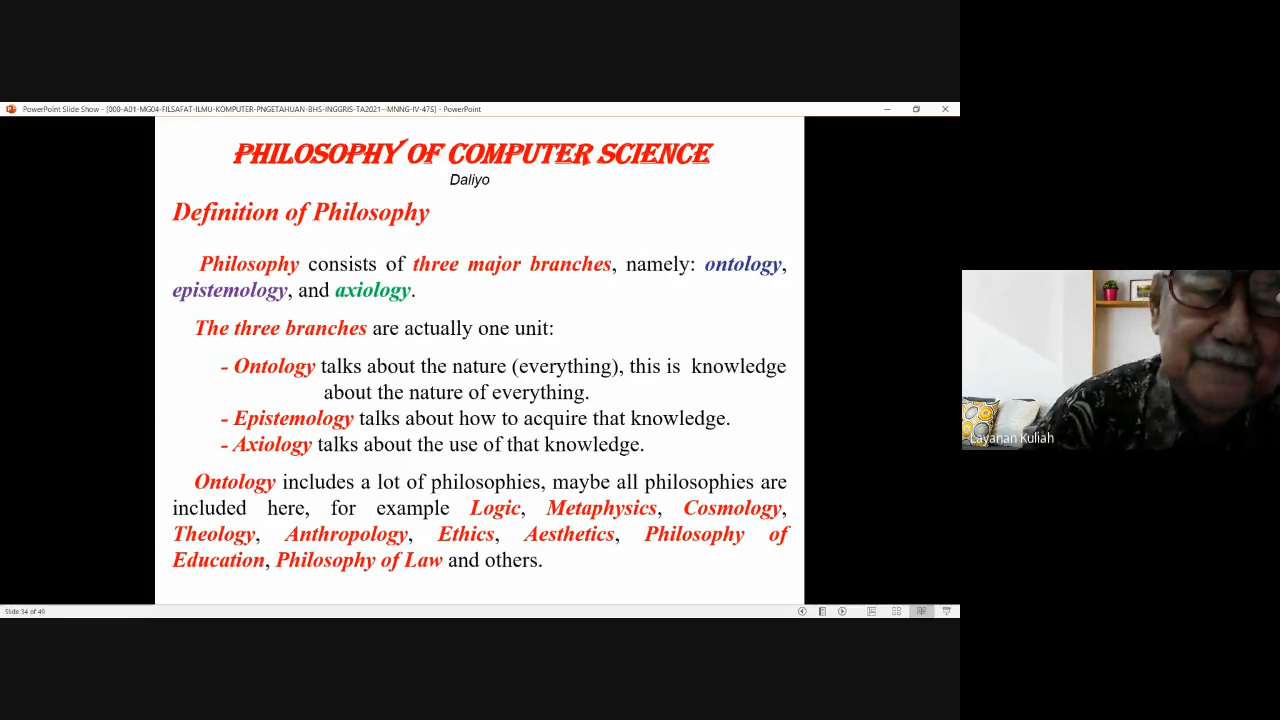 PowerPoint Slide Show - [000-A01-MG04-FILSAFAT-ILMU-KOMPUTER-PNGETAHUAN-BHS-INGGRIS-TA2021--MNNG-IV-475] - PowerPoint
PHILOSOPHY OF COMPUTER SCIENCE
Daliyo
Definition of Philosophy
Philosophy consists of three major branches, namely: ontology,
epistemology, and axiology.
The three branches are actually one unit:
- Ontology talks about the nature (everything), this is knowledge
about the nature of everything.
- Epistemology talks about how to acquire that knowledge.
- Axiology talks about the use of that knowledge.
Ontology includes a lot of philosophies, maybe all philosophies are
included here, for example Logic, Metaphysics, Cosmology,
Theology, Anthropology, Ethics, Aesthetics, Philosophy of
Education, Philosophy of Law and others.
Slide 34 of 49
Layanan Kuliah